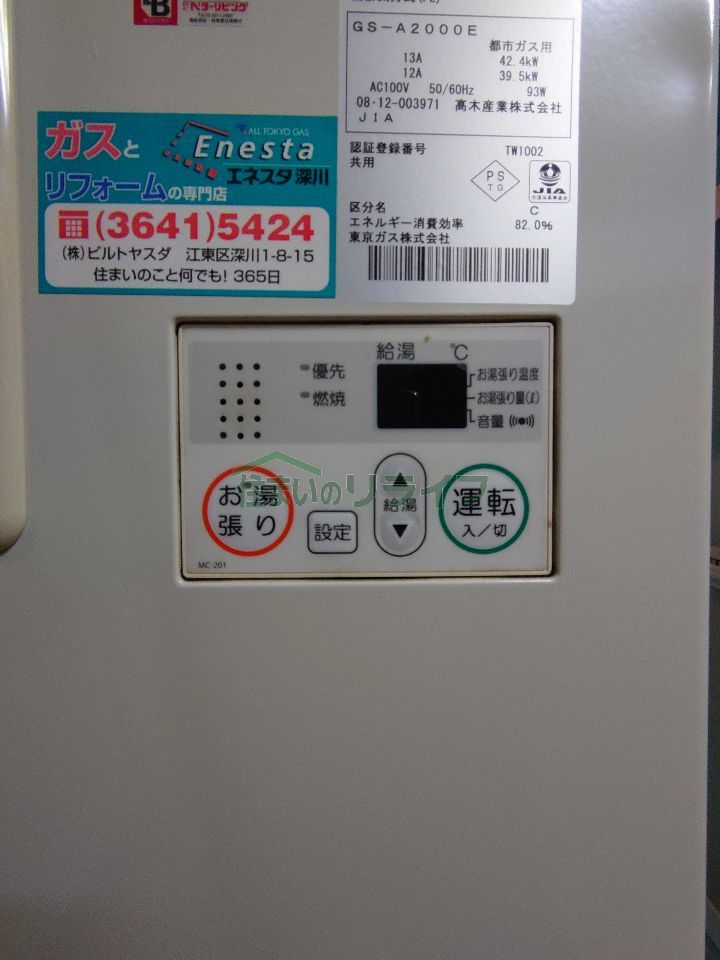 ベターリビング
GS-A2000E
都市ガス用
13A 42.4kW
12A 39.5kW
AC100V 50/60Hz 93W
08・12-003971 高木産業株式会社
JIA
認証登録番号 TW1002
共用
PS
TG
JIA
区分名 C
エネルギー消費効率 82.0%
東京ガス株式会社
ガスと
リフォームの専門店
ALL TOKYO GAS
Enesta
エネスタ深川
(3641)5424
(株)ビルトヤスダ 江東区深川1-8-15
住まいのこと何でも! 365日
給湯 ℃
優先
燃焼
お湯張り温度
お湯張り量(ℓ)
音量
住まいのリライフ
お湯
張り
設定
▲
給湯
▼
運転
入/切
MC-201